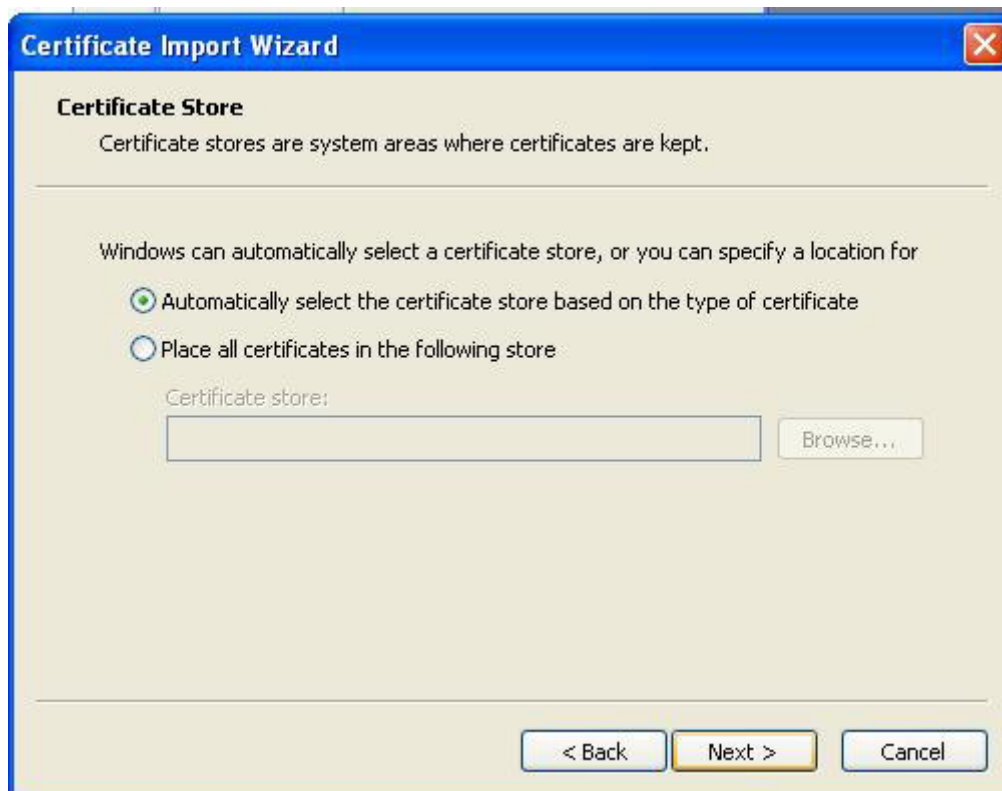 Certificate Import Wizard
Certificate Store
Certificate stores are system areas where certificates are kept.
Windows can automatically select a certificate store, or you can specify a location for
Automatically select the certificate store based on the type of certificate
Place all certificates in the following store
Certificate store:
Browse...
< Back Next > Cancel